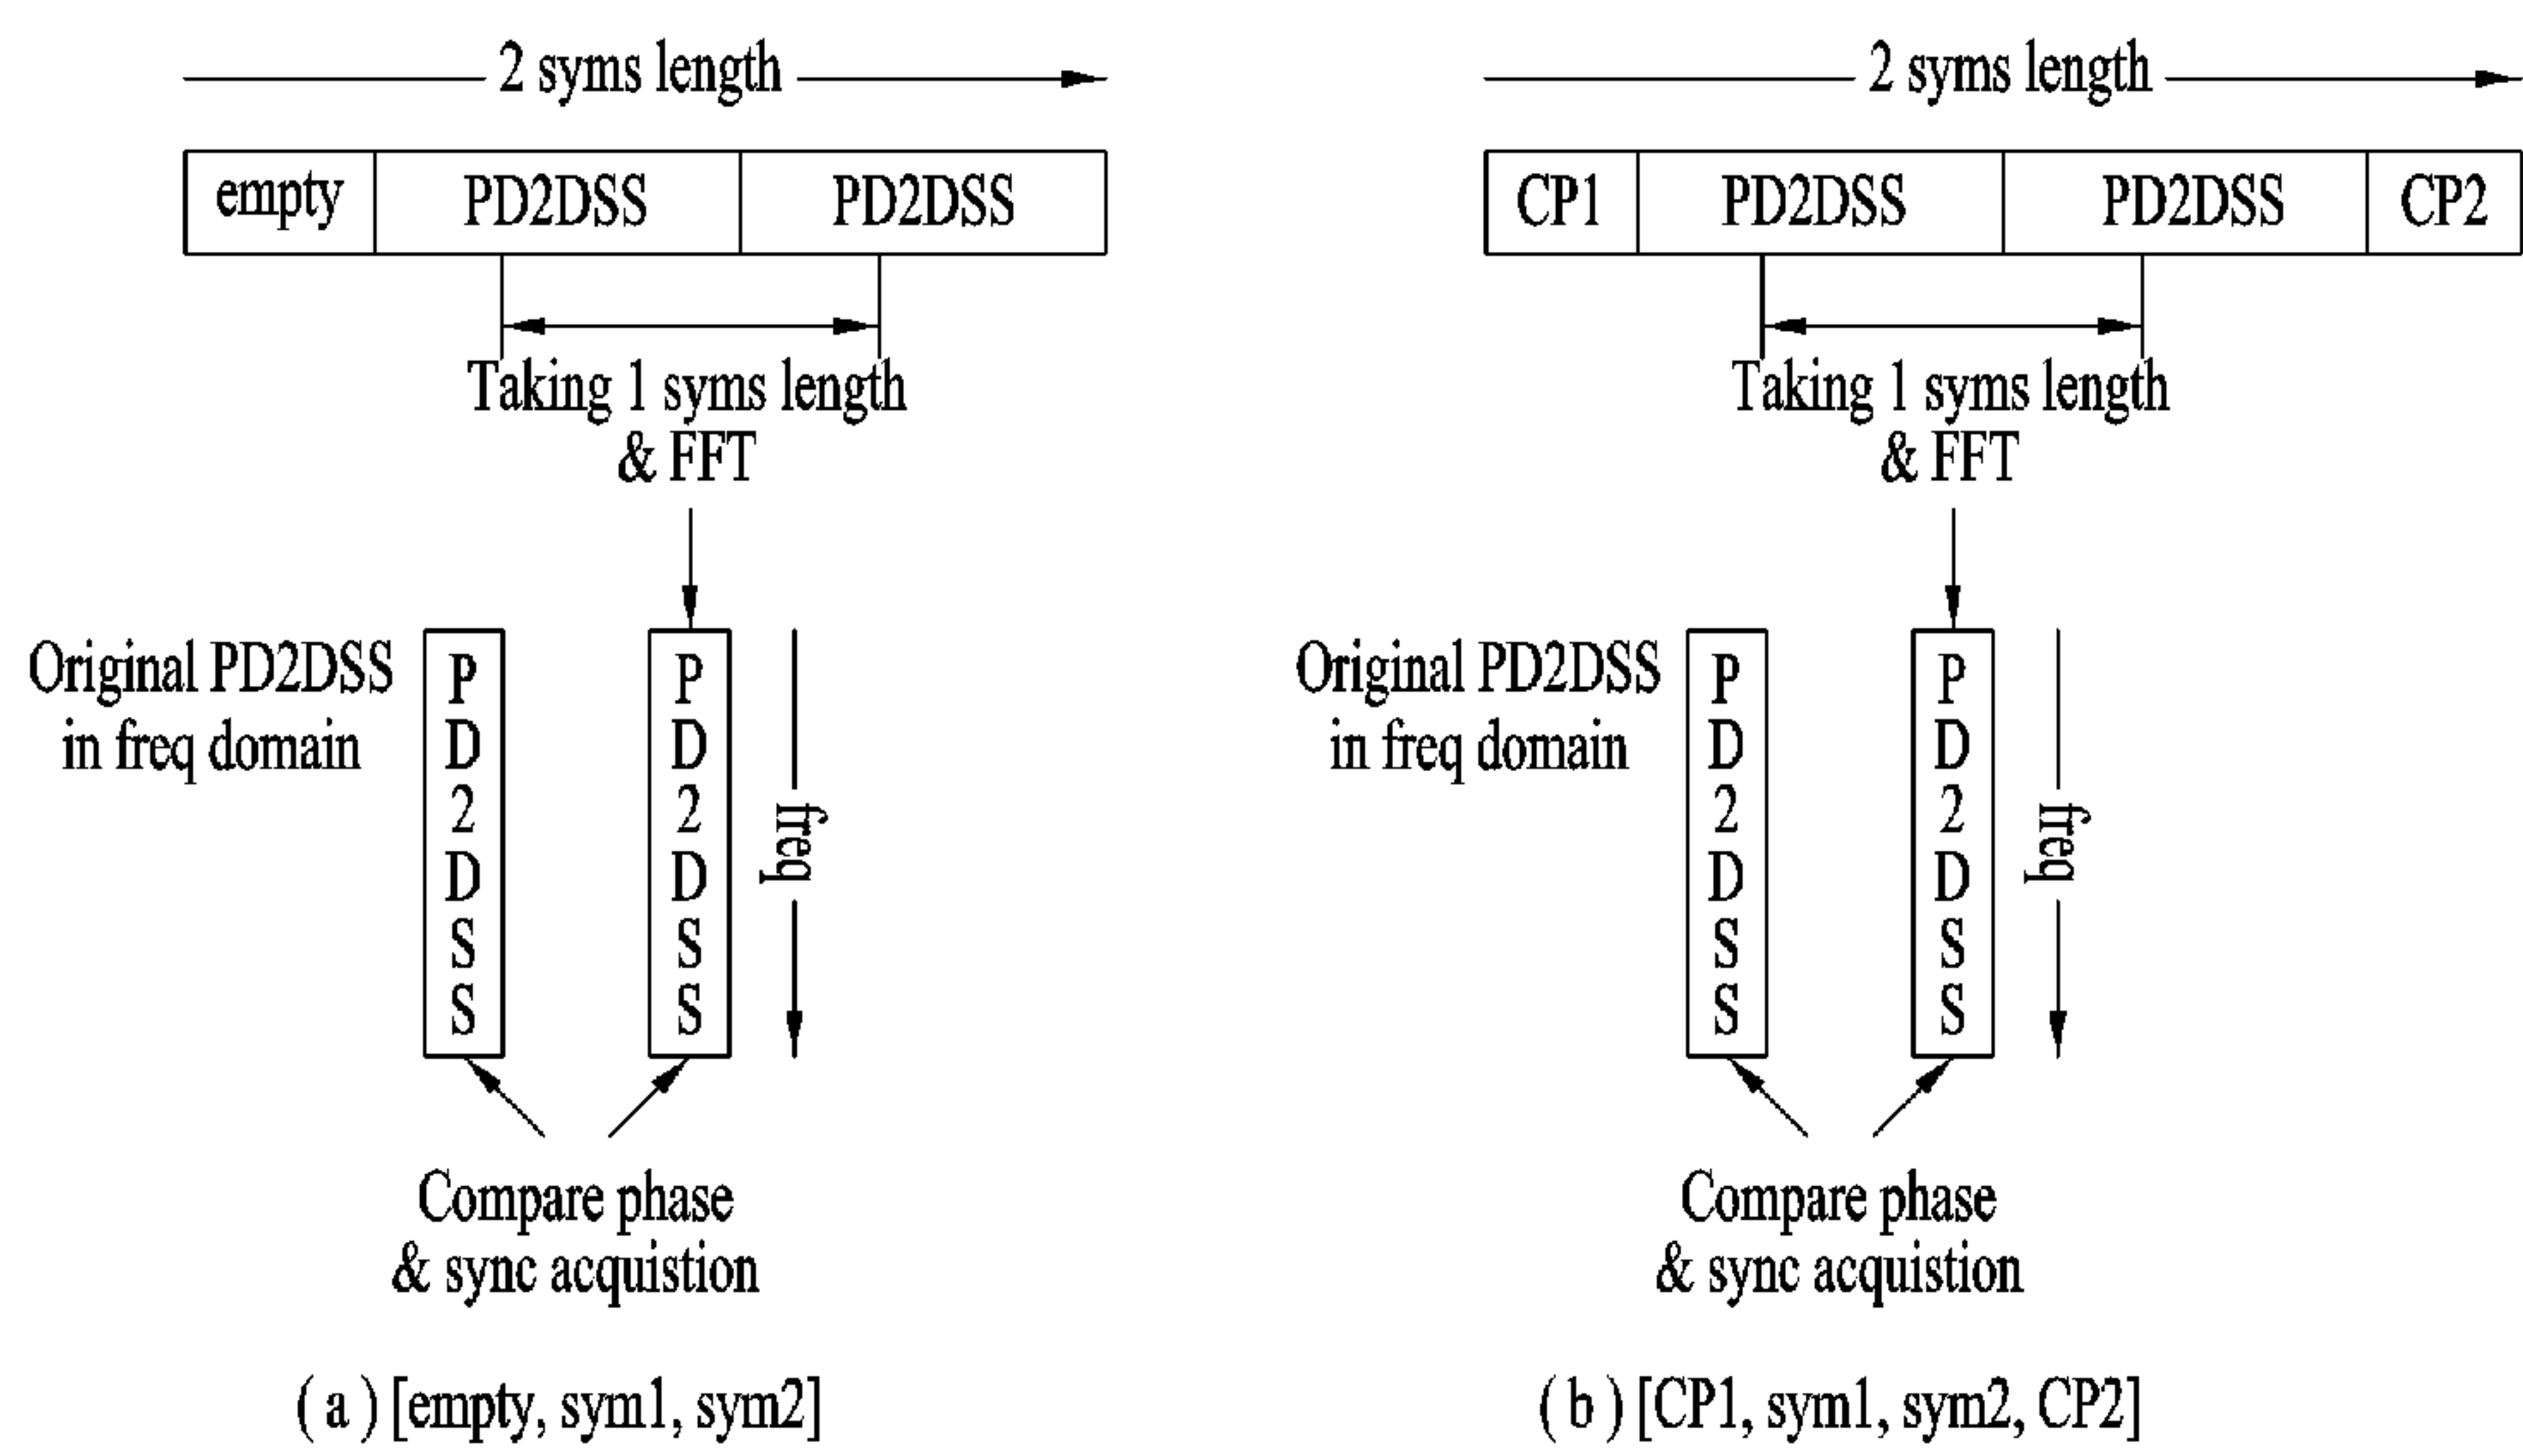 2 syms length
empty PD2DSS PD2DSS
Taking 1 syms length
& FFT
Original PD2DSS
in freq domain
P
D
2
D
S
S
P
D
2
D
S
S
freq
Compare phase
& sync acquistion
( a ) [empty, sym1, sym2]
2 syms length
CP1 PD2DSS PD2DSS CP2
Taking 1 syms length
& FFT
Original PD2DSS
in freq domain
P
D
2
D
S
S
P
D
2
D
S
S
freq
Compare phase
& sync acquistion
( b ) [CP1, sym1, sym2, CP2]